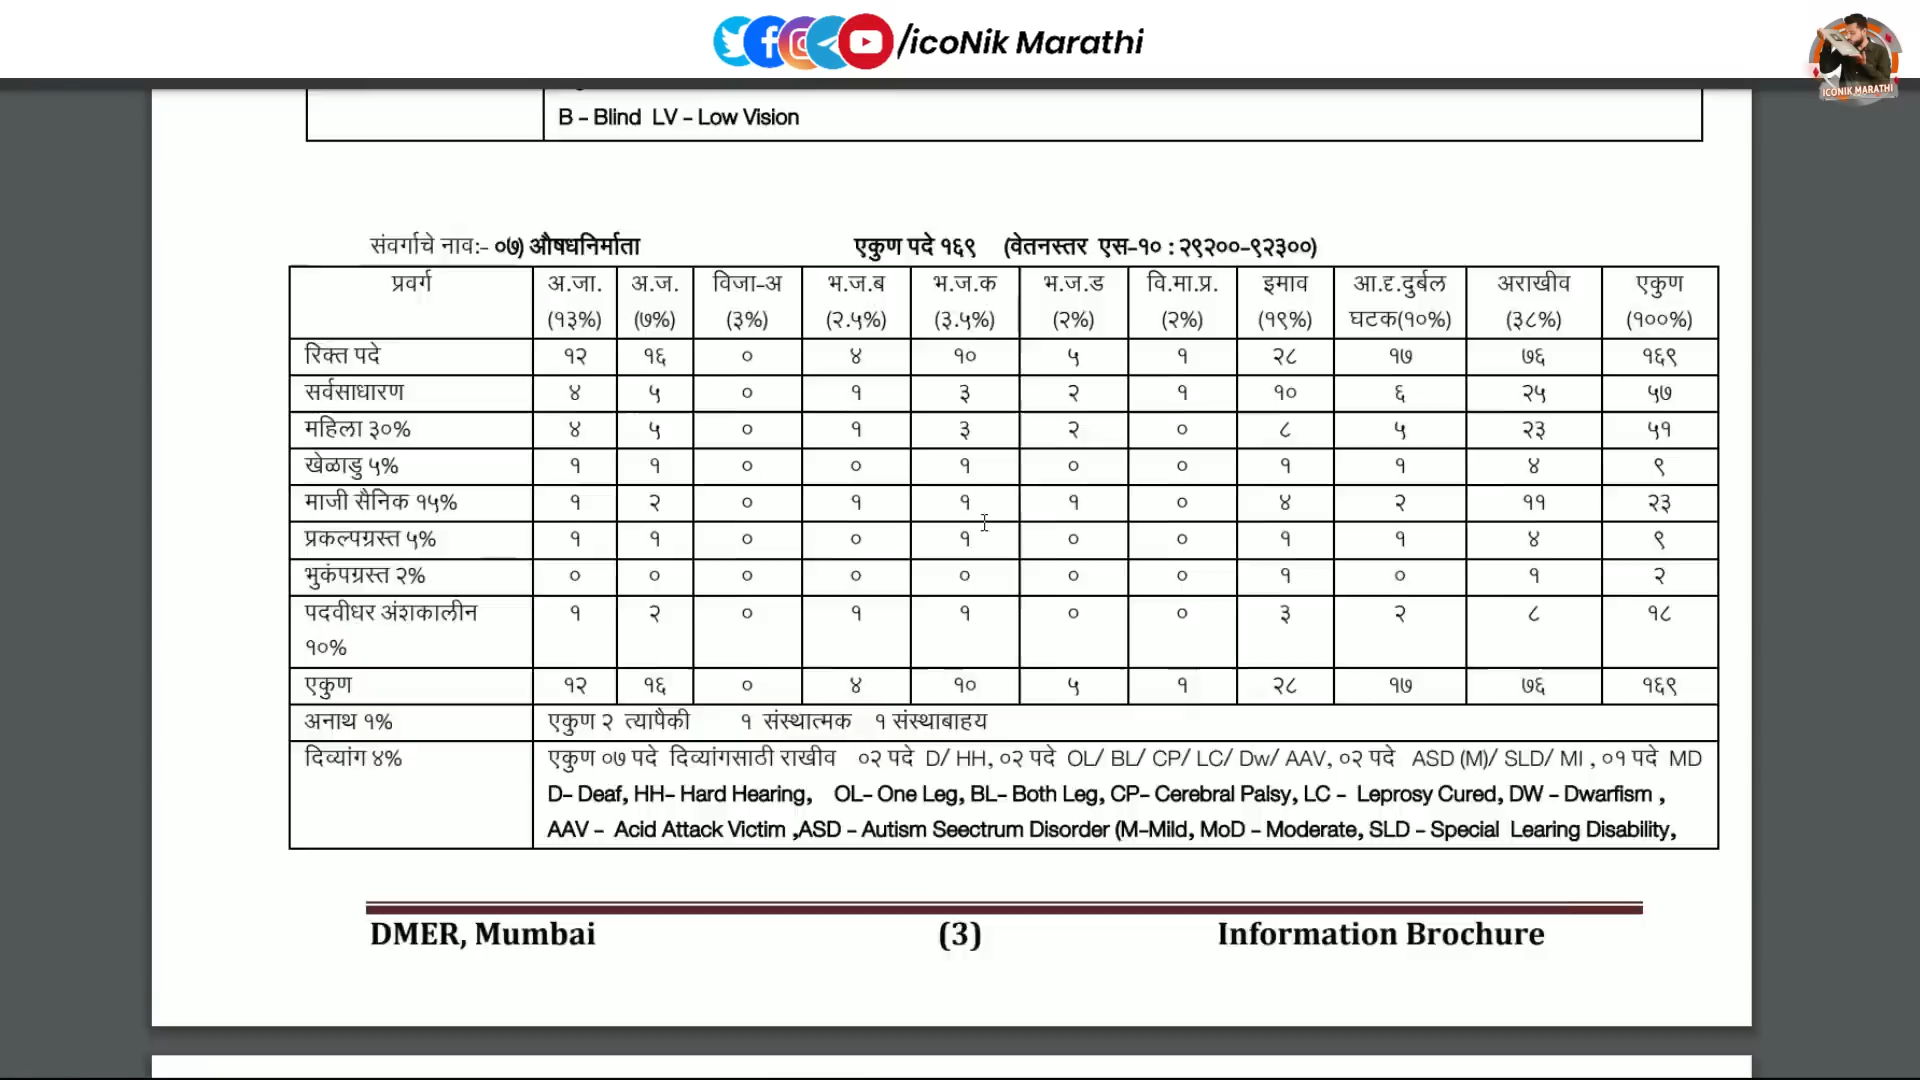 /icoNik Marathi
ICONIK MARATHI
B - Blind LV - Low Vision
संवर्गाचे नाव:- ०७) औषधनिर्माता एकुण पदे १६९ (वेतनस्तर एस-१० : २९२००-९२३००)
प्रवर्ग अ.जा. अ.ज. विजा-अ भ.ज.ब भ.ज.क भ.ज.ड वि.मा.प्र. इमाव आ.दृ.दुर्बल अराखीव एकुण
(१३%) (७%) (३%) (२.५%) (३.५%) (२%) (२%) (१९%) घटक(१०%) (३८%) (१००%)
रिक्त पदे १२ १६ ० ४ १० ५ १ २८ १७ ७६ १६९
सर्वसाधारण ४ ५ ० १ ३ २ १ १० ६ २५ ५७
महिला ३०% ४ ५ ० १ ३ २ ० ८ ५ २३ ५१
खेळाडु ५% १ १ ० ० १ ० ० १ १ ४ ९
माजी सैनिक १५% १ २ ० १ १ १ ० ४ २ ११ २३
प्रकल्पग्रस्त ५% १ १ ० ० १ ० ० १ १ ४ ९
भुकंपग्रस्त २% ० ० ० ० ० ० ० १ ० १ २
पदवीधर अंशकालीन १ २ ० १ १ ० ० ३ २ ८ १८
१०%
एकुण १२ १६ ० ४ १० ५ १ २८ १७ ७६ १६९
अनाथ १% एकुण २ त्यापैकी १ संस्थात्मक १ संस्थाबाहय
दिव्यांग ४% एकुण ०७ पदे दिव्यांगसाठी राखीव ०२ पदे D/ HH, ०२ पदे OL/ BL/ CP/ LC/ Dw/ AAV, ०२ पदे ASD (M)/ SLD/ MI , ०१ पदे MD
D- Deaf, HH- Hard Hearing, OL- One Leg, BL- Both Leg, CP- Cerebral Palsy, LC - Leprosy Cured, DW - Dwarfism ,
AAV - Acid Attack Victim ,ASD - Autism Seectrum Disorder (M-Mild, MoD - Moderate, SLD - Special Learing Disability,
DMER, Mumbai (3) Information Brochure